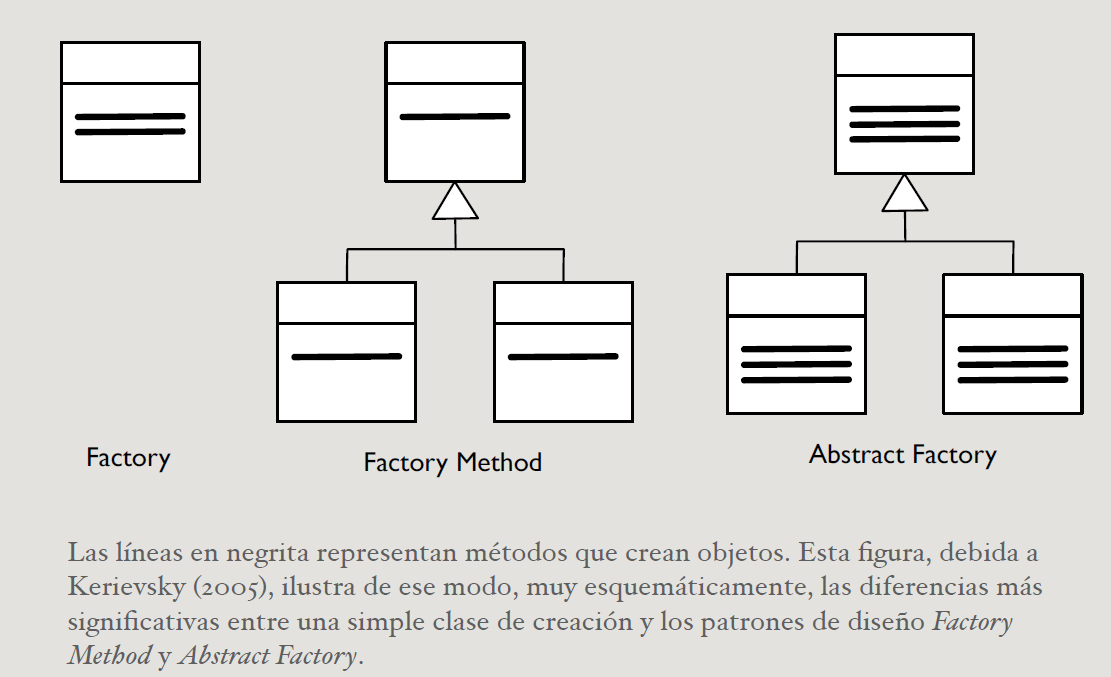 Factory
Factory Method
Abstract Factory
Las líneas en negrita representan métodos que crean objetos. Esta figura, debida a
Kerievsky (2005), ilustra de ese modo, muy esquemáticamente, las diferencias más
significativas entre una simple clase de creación y los patrones de diseño Factory
Method y Abstract Factory.